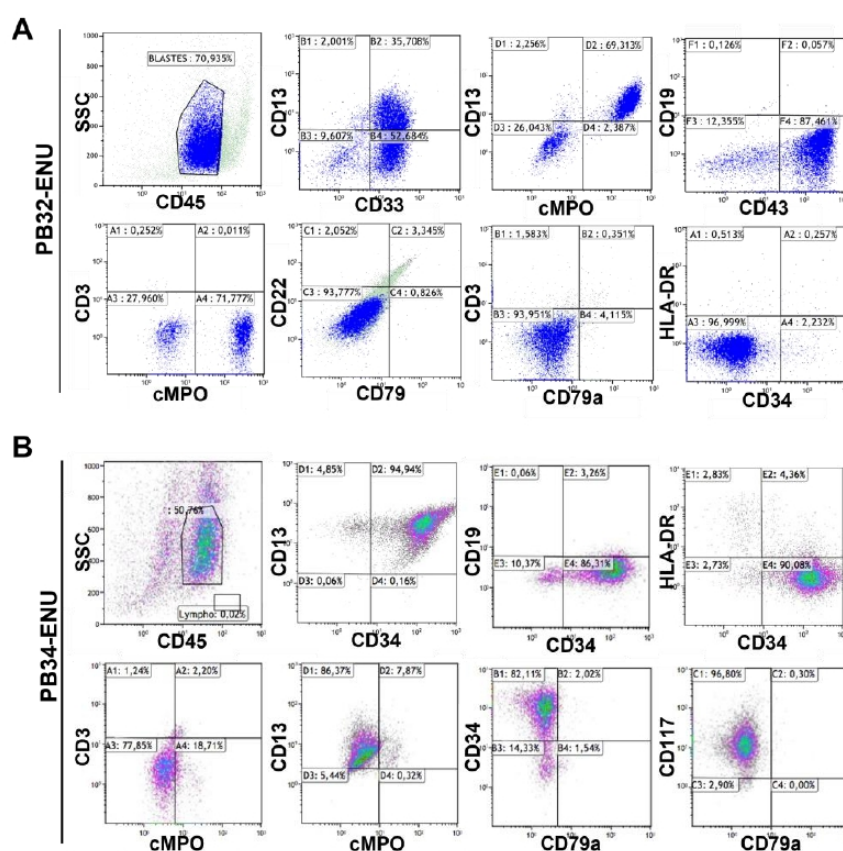 A
PB32-ENU
BLASTES : 70,935%
SSC
CD45
B1 : 2,001%
B2 : 35,708%
B3 : 9,607%
B4 : 52,684%
CD13
CD33
D1 : 2,256%
D2 : 69,313%
D3 : 26,043%
D4 : 2,387%
CD13
cMPO
F1 : 0,126%
F2 : 0,057%
F3 : 12,355%
F4 : 87,461%
CD19
CD43
A1 : 0,252%
A2 : 0,011%
A3 : 27,960%
A4 : 71,777%
CD3
cMPO
C1 : 2,052%
C2 : 3,345%
C3 : 93,777%
C4 : 0,826%
CD22
CD79
B1 : 1,583%
B2 : 0,351%
B3 : 93,951%
B4 : 4,115%
CD3
CD79a
A1 : 0,513%
A2 : 0,257%
A3 : 96,999%
A4 : 2,232%
HLA-DR
CD34
B
PB34-ENU
: 50,76%
Lympho: 0,02%
SSC
CD45
D1: 4,85%
D2: 94,94%
D3: 0,06%
D4: 0,16%
CD13
CD34
E1: 0,06%
E2: 3,26%
E3: 10,37%
E4: 86,31%
CD19
CD34
E1: 2,83%
E2: 4,36%
E3: 2,73%
E4: 90,08%
HLA-DR
CD34
A1: 1,24%
A2: 2,20%
A3: 77,85%
A4: 18,71%
CD3
cMPO
D1: 86,37%
D2: 7,87%
D3: 5,44%
D4: 0,32%
CD13
cMPO
B1: 82,11%
B2: 2,02%
B3: 14,33%
B4: 1,54%
CD34
CD79a
C1: 96,80%
C2: 0,30%
C3: 2,90%
C4: 0,00%
CD117
CD79a